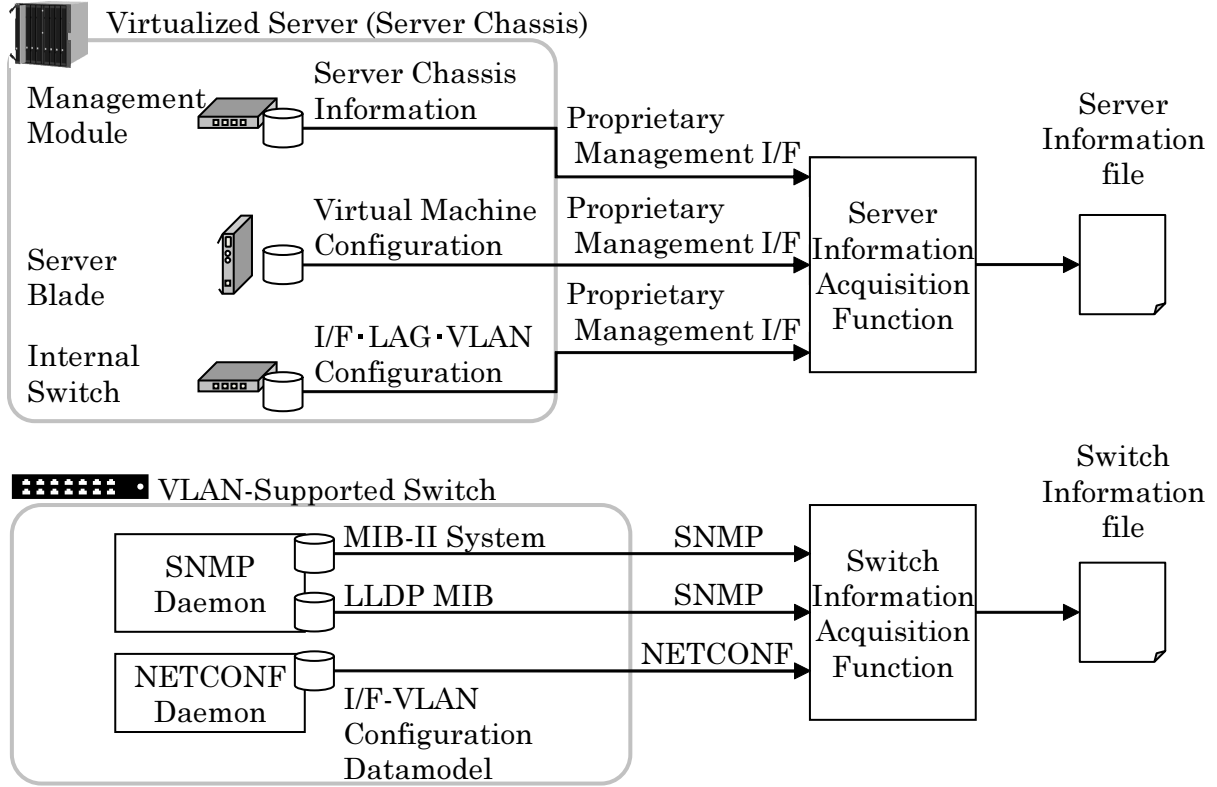 Virtualized Server (Server Chassis)
Management
Module
Server Chassis
Information
Proprietary
Management I/F
Server
Blade
Virtual Machine
Configuration
Proprietary
Management I/F
Internal
Switch
I/F・LAG・VLAN
Configuration
Proprietary
Management I/F
Server
Information
Acquisition
Function
Server
Information
file
VLAN-Supported Switch
SNMP
Daemon
MIB-II System
SNMP
LLDP MIB
SNMP
NETCONF
Daemon
NETCONF
I/F-VLAN
Configuration
Datamodel
Switch
Information
Acquisition
Function
Switch
Information
file